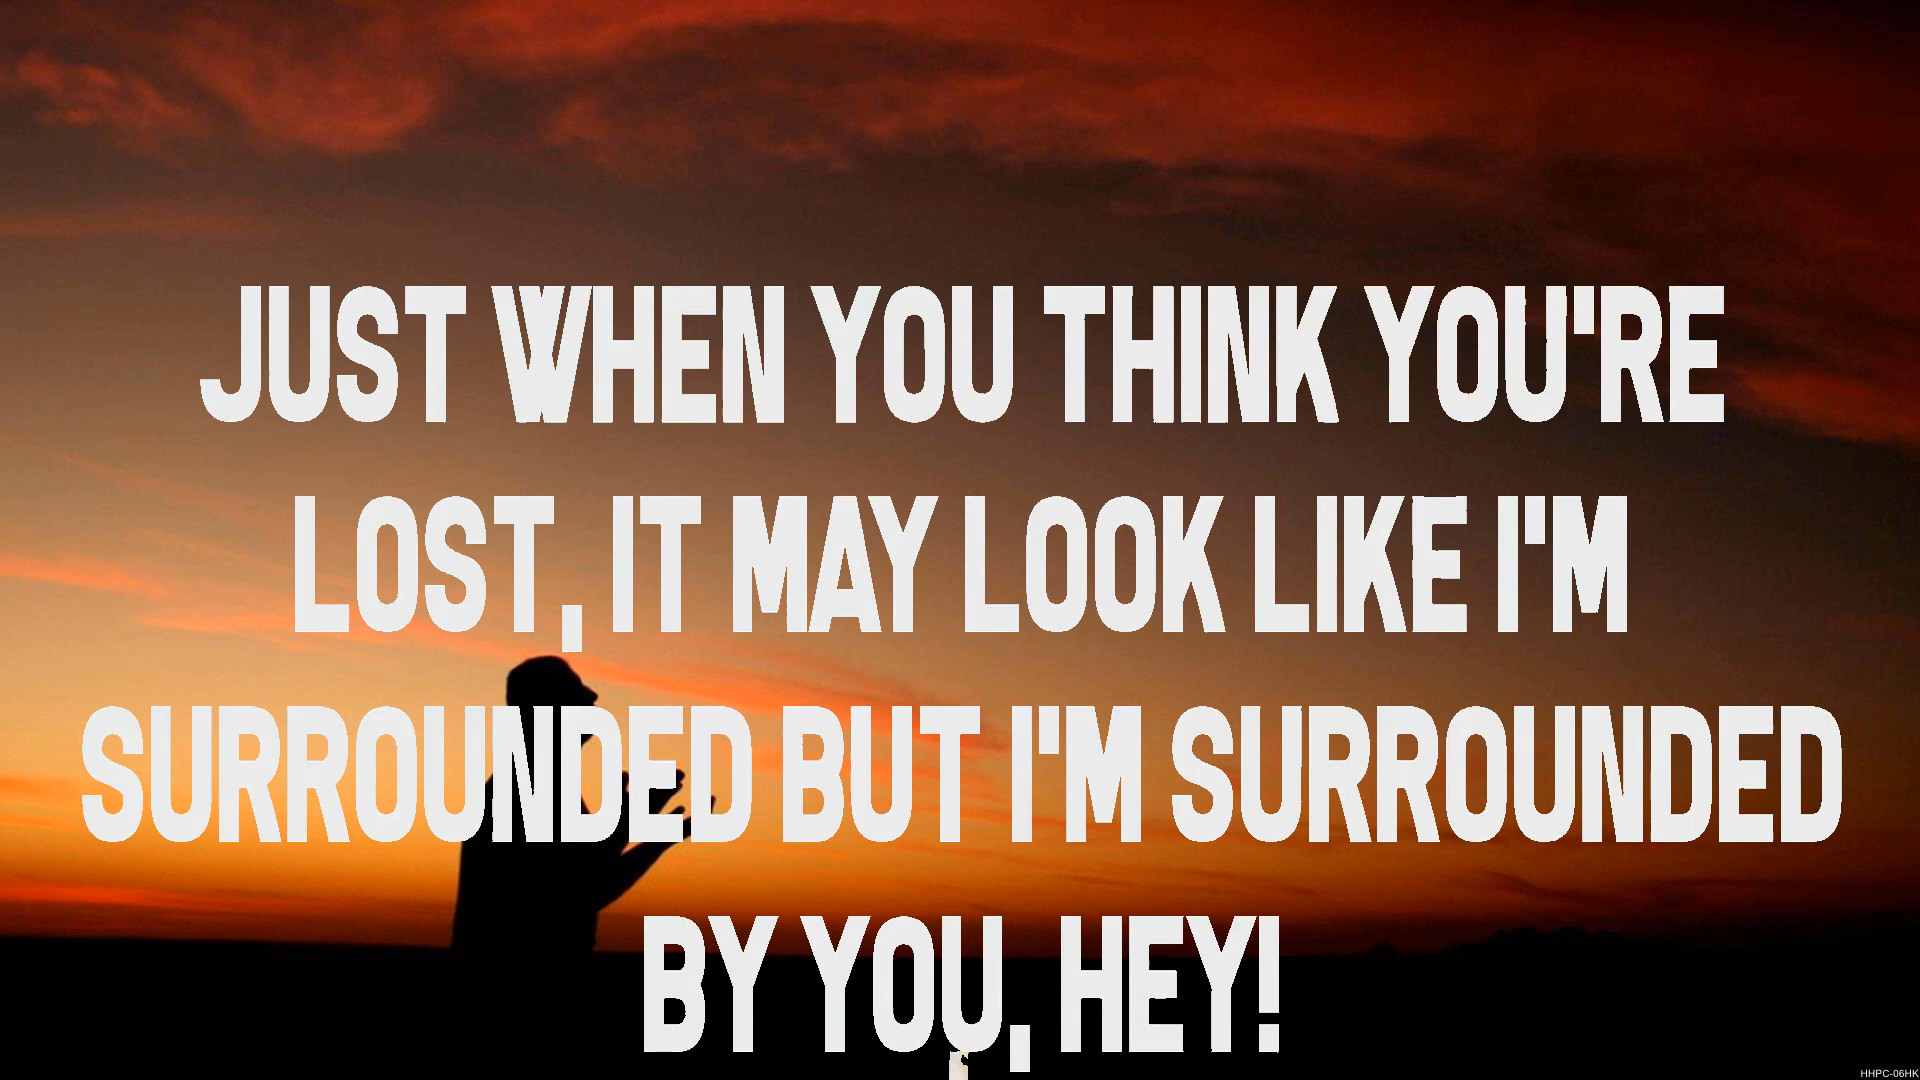 JUST WHEN YOU THINK YOU'RE
LOST, IT MAY LOOK LIKE I'M
SURROUNDED BUT I'M SURROUNDED
BY YOU, HEY!
HHPC-06HK